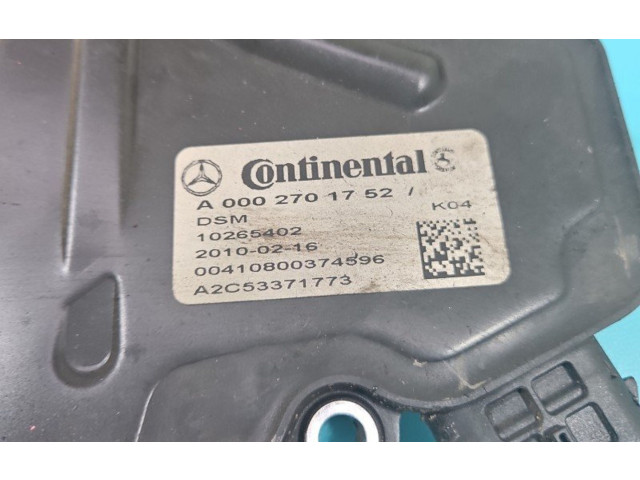 Continental
A 000 270 17 52 /
DSM K04
10265402
2010-02-16
00410800374596
A2C53371773